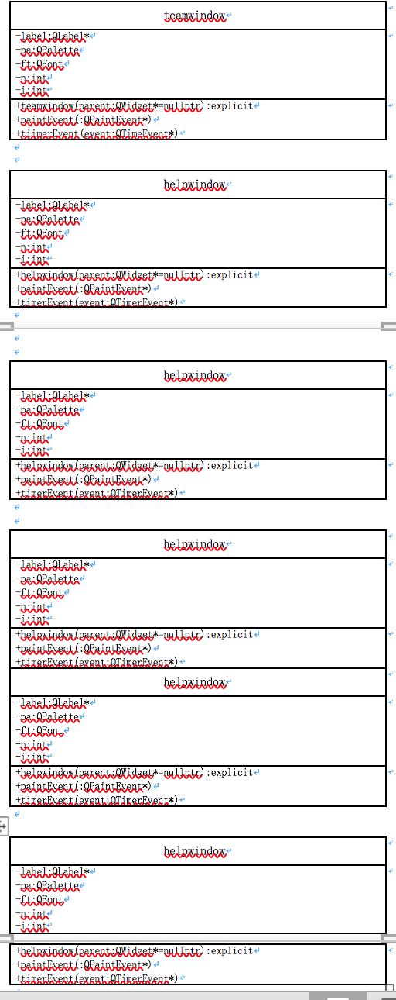 teamwindow
-label:QLabel*
-pa:QPalette
-ft:QFont
-n:int
-i:int
+teamwindow(parent:QWidget*=nullptr):explicit
+paintEvent(:QPaintEvent*)
+tiimerEvent(event:QTimeEvent*)
helpwindow
-label:QLabel*
-pa:QPalette
-ft:QFont
-n:int
-i:int
+helpwindow(parent:QWidget*=nullptr):explicit
+paintEvent(:QPaintEvent*)
+timerEvent(event:QTimerEvent*)
helpwindow
-label:QLabel*
-pa:QPalette
-ft:QFont
-n:int
-i:int
+helpwindow(parent:QWidget*=nullptr):explicit
+paintEvent(:QPaintEvent*)
+timerEvent(event:QTimerEvent*)
helpwindow
-label:QLabel*
-pa:QPalette
-ft:QFont
-n:int
-i:int
+helpwindow(parent:QWidget*=nullptr):explicit
+paintEvent(:QPaintEvent*)
+timerEvent(event:QTimerEvent*)
helpwindow
-label:QLabel*
-pa:QPalette
-ft:QFont
-n:int
-i:int
+helpwindow(parent:QWidget*=nullptr):explicit
+paintEvent(:QPaintEvent*)
+timerEvent(event:QTimerEvent*)
helpwindow
-label:QLabel*
-pa:QPalette
-ft:QFont
-n:int
-i:int
+helpwindow(parent:QWidget*=nullptr):explicit
+paintEvent(:QPaintEvent*)
+timerEvent(event:QTimerEvent*)